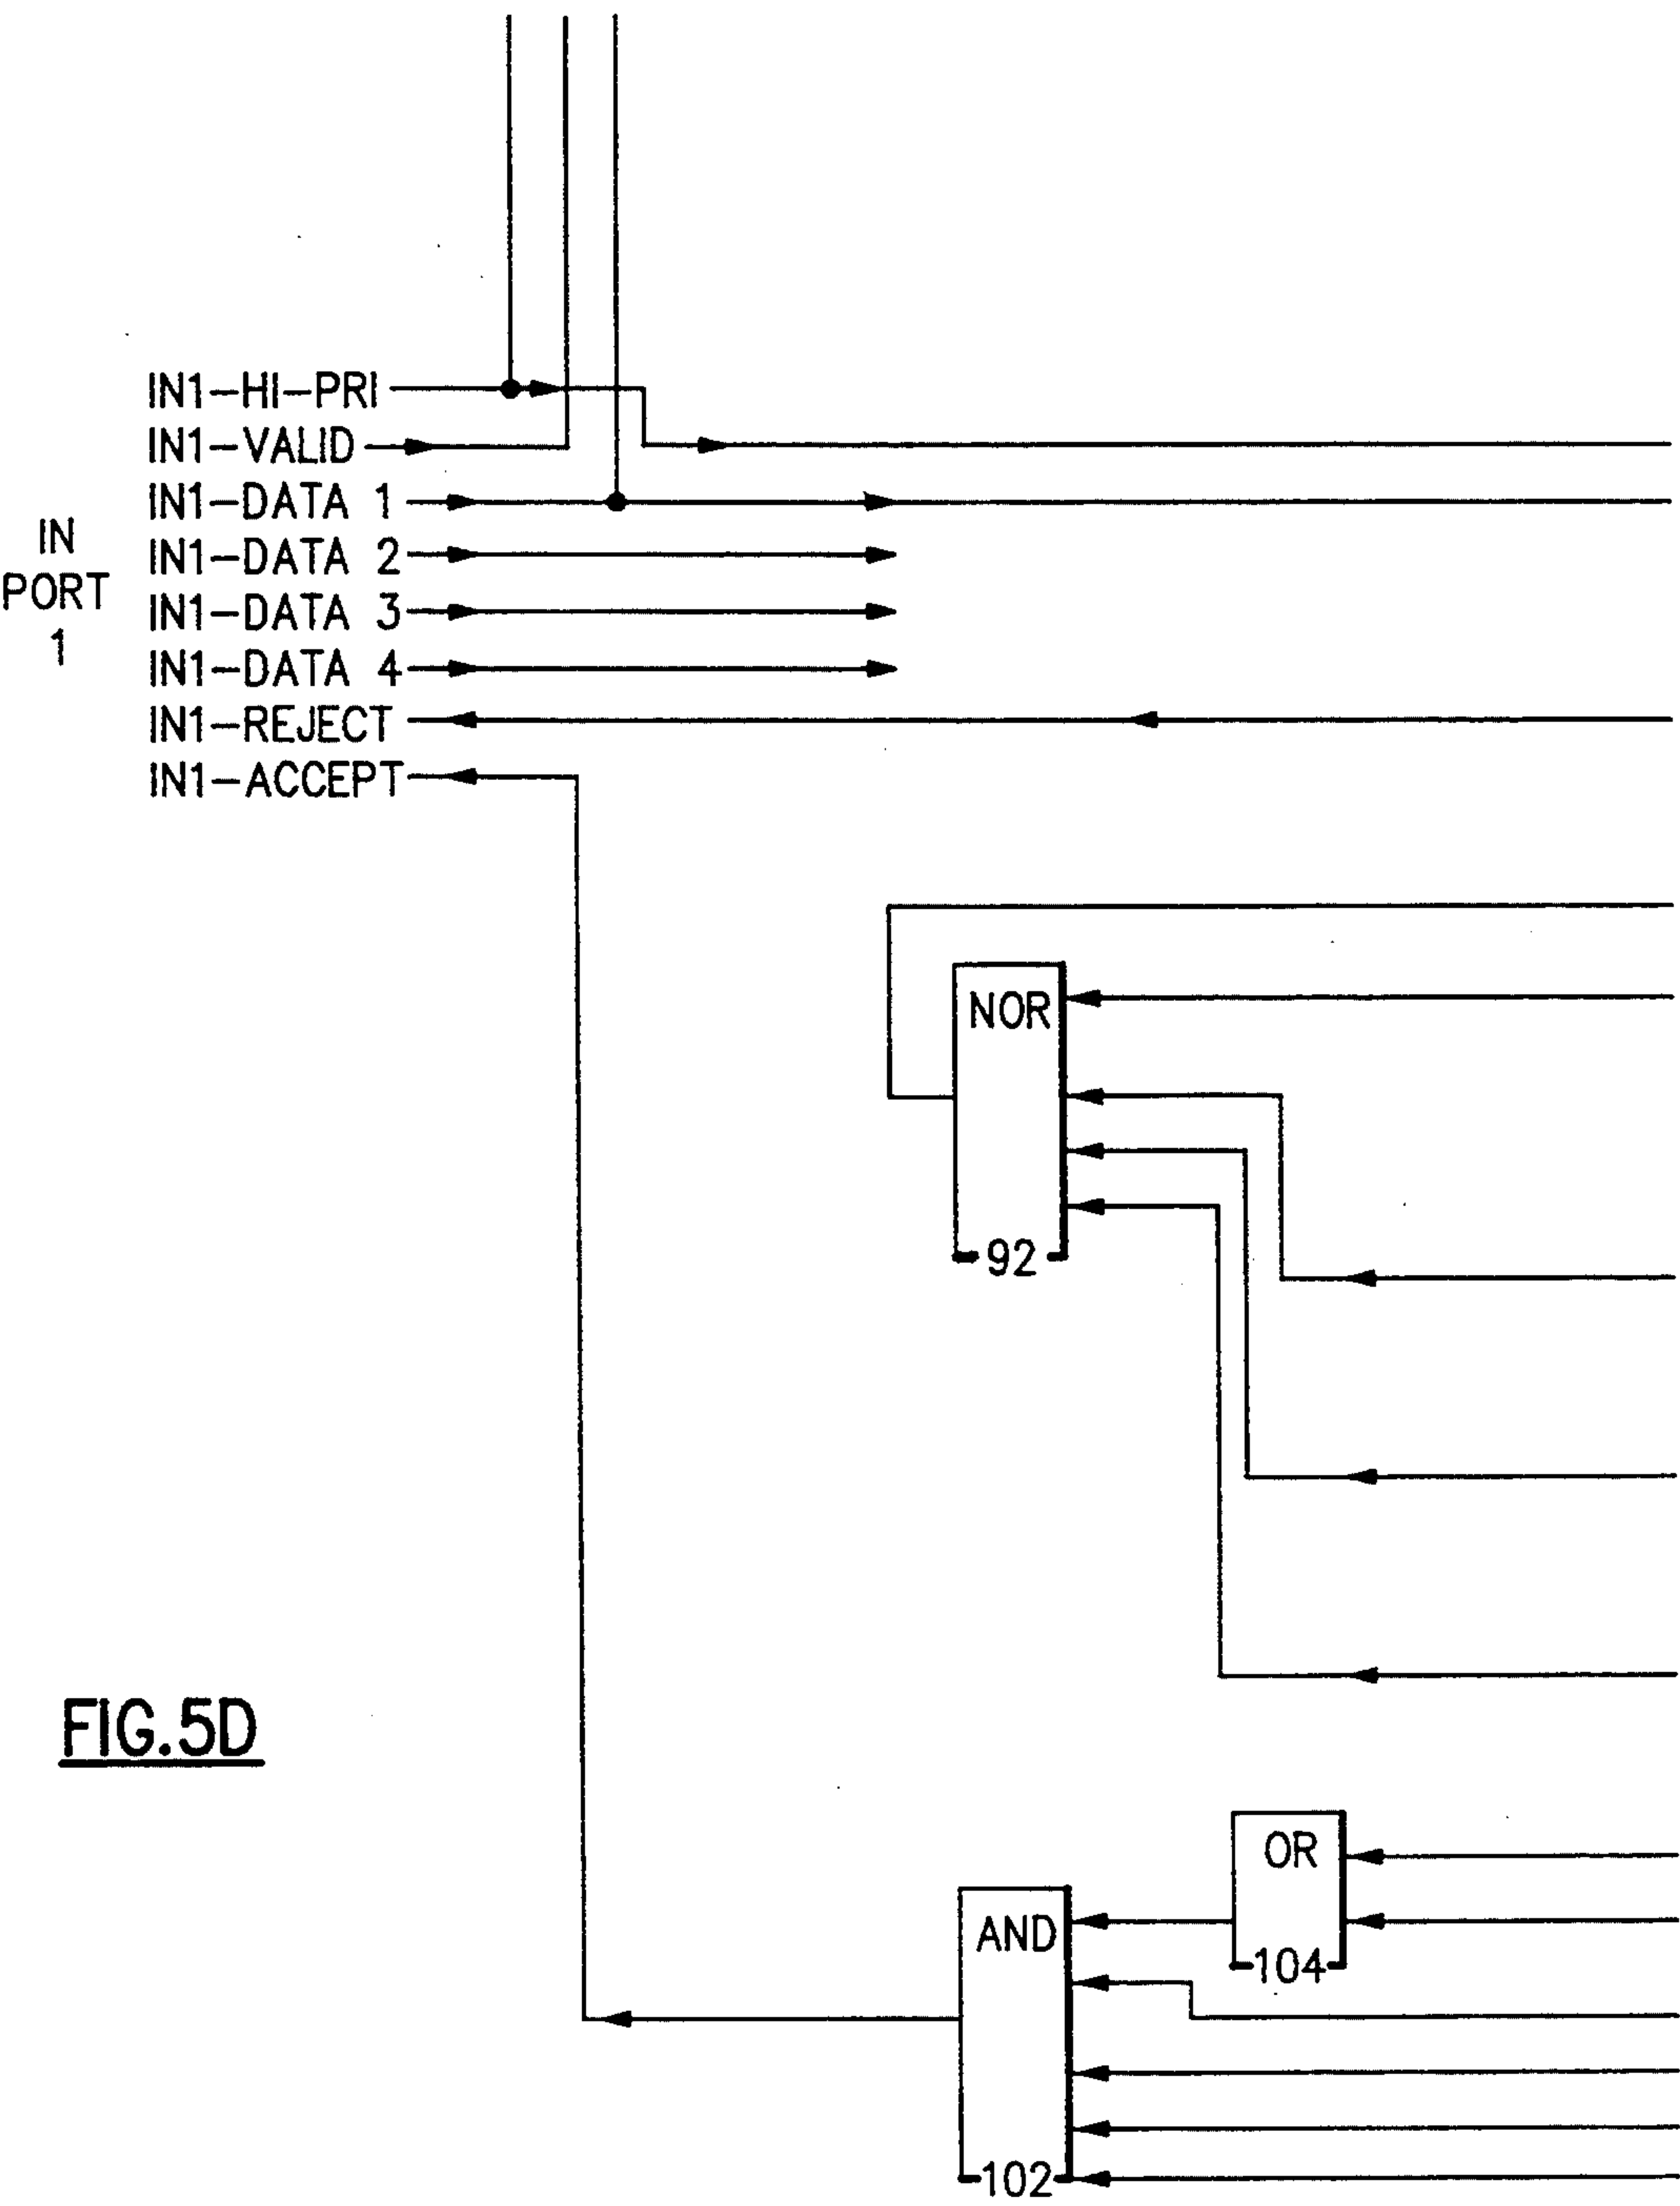 IN1-HI-PRI
IN1-VALID
IN1-DATA 1
IN1-DATA 2
IN1-DATA 3
IN1-DATA 4
IN1-REJECT
IN1-ACCEPT
IN
PORT
1
NOR
92
OR
104
AND
102
FIG.5D